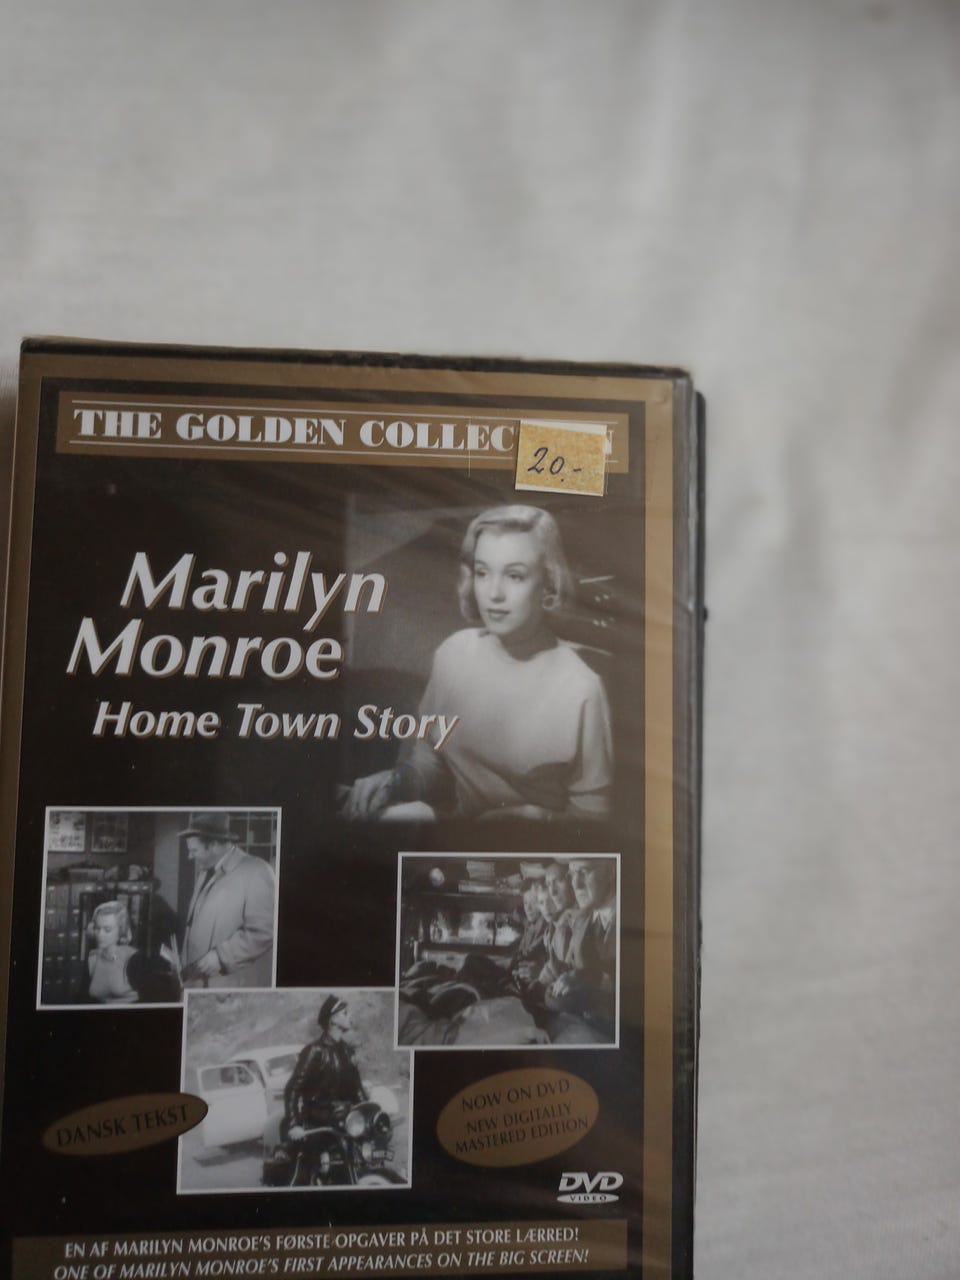 THE GOLDEN COLLEC N
20.-
Marilyn
Monroe
Home Town Story
DANSK TEKST
NOW ON DVD
NEW DIGITALLY
MASTERED EDITION
DVD
VIDEO
EN AF MARILYN MONROE'S FØRSTE OPGAVER PÅ DET STORE LÆRRED!
ONE OF MARILYN MONROE'S FIRST APPEARANCES ON THE BIG SCREEN!